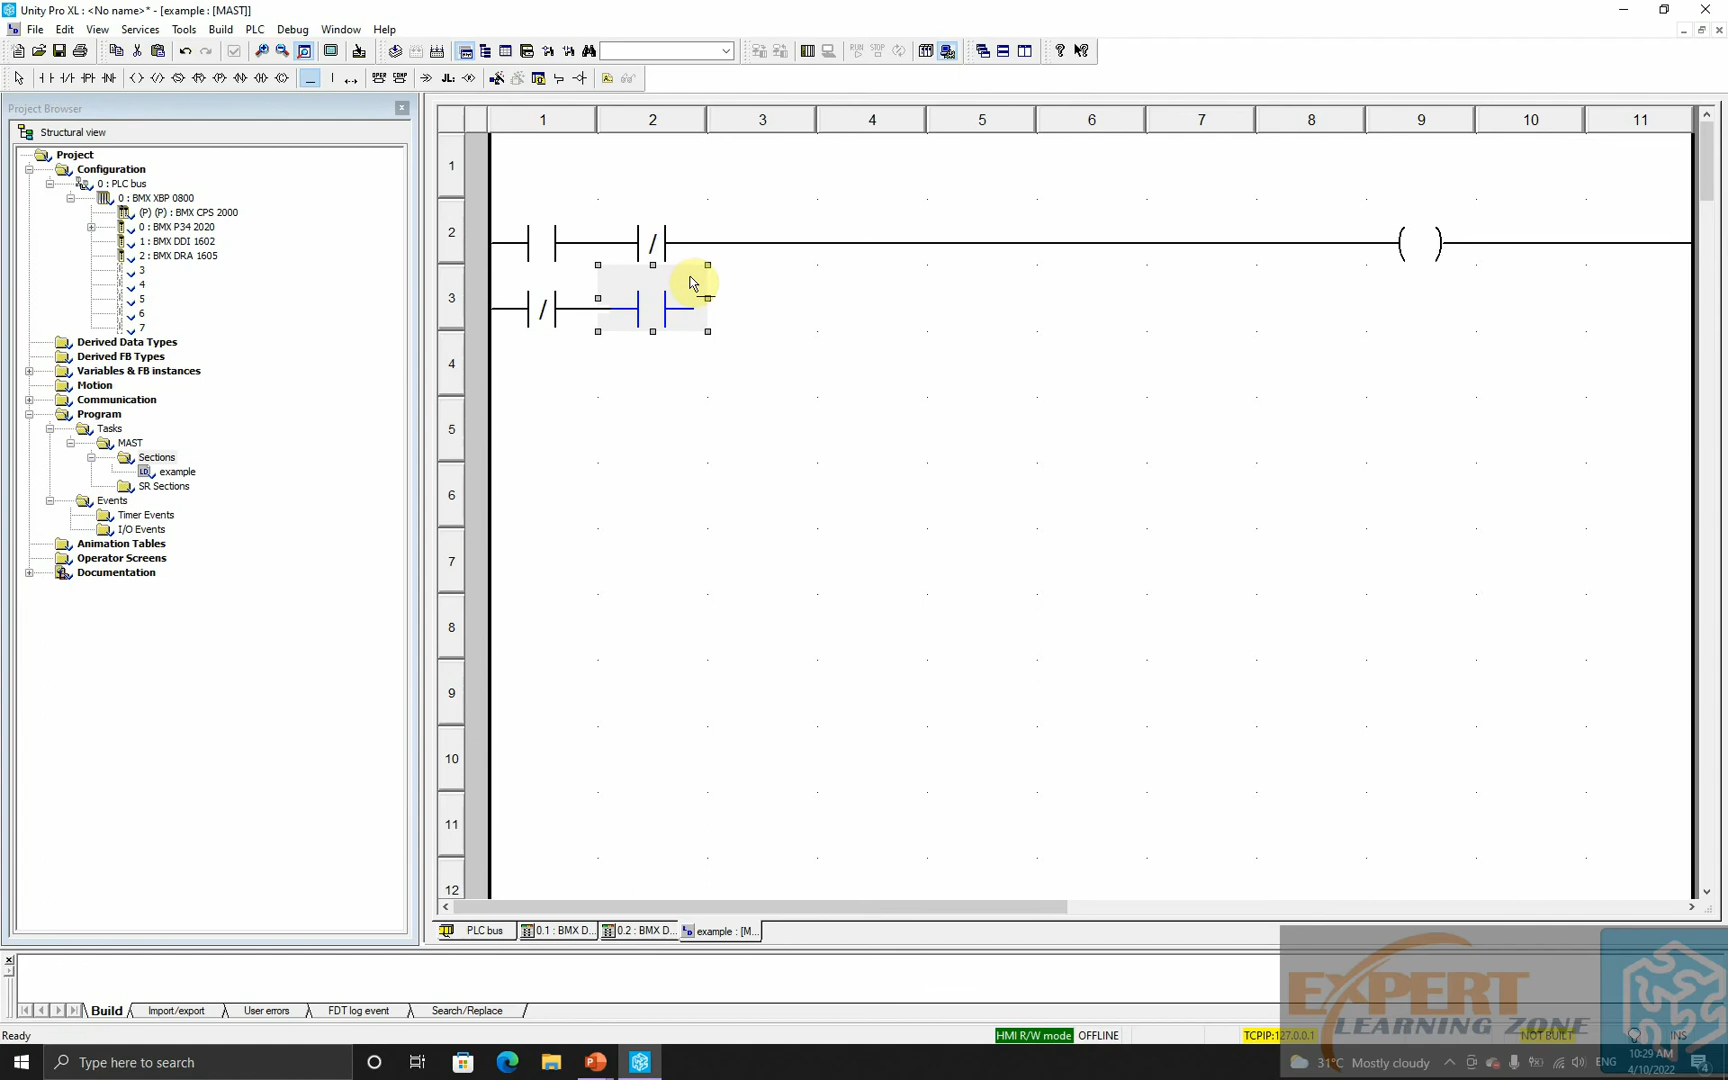 Unity Pro XL : <No name>* - [example : [MAST]]
File Edit View Services Tools Build PLC Debug Window Help
Project Browser
Structural view
Project
Configuration
0 : PLC bus
0 : BMX XBP 0800
(P) (P) : BMX CPS 2000
0 : BMX P34 2020
1 : BMX DDI 1602
2 : BMX DRA 1605
3
4
5
6
7
Derived Data Types
Derived FB Types
Variables & FB instances
Motion
Communication
Program
Tasks
MAST
Sections
example
SR Sections
Events
Timer Events
I/O Events
Animation Tables
Operator Screens
Documentation
1 2 3 4 5 6 7 8 9 10 11
1
2
3
4
5
6
7
8
9
10
11
12
PLC bus 0.1 : BMX D... 0.2 : BMX D... example : [M...
Build Import/export User errors FDT log event Search/Replace
EXPERT
LEARNING ZONE
Ready HMI R/W mode OFFLINE TCPIP:127.0.0.1 NOT BUILT INS
Type here to search
31°C Mostly cloudy ENG 10:29 AM
4/10/2022
4